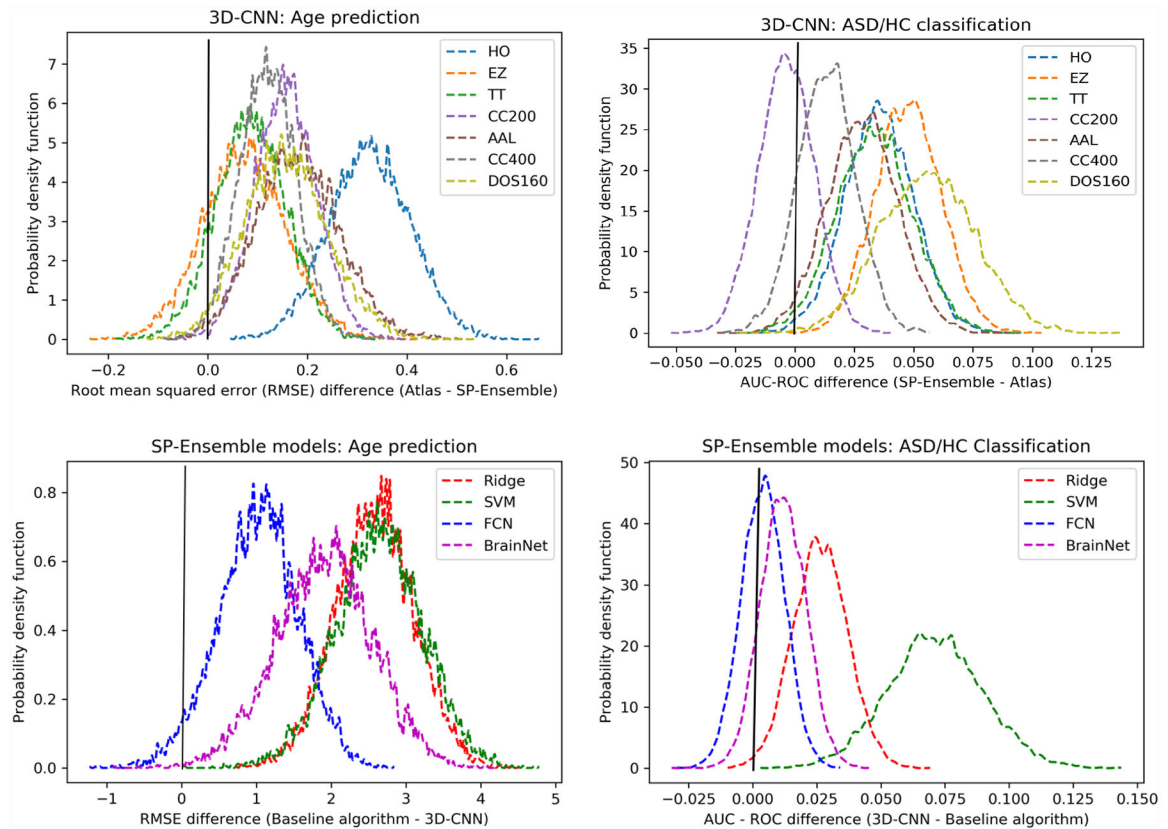 3D-CNN: Age prediction
Probability density function
7
6
5
4
3
2
1
0
0.0
0.2
0.4
0.6
−0.2
HO
EZ
TT
CC200
AAL
CC400
DOS160
Root mean squared error (RMSE) difference (Atlas - SP-Ensemble)
3D-CNN: ASD/HC classification
Probability density function
35
30
25
20
15
10
5
0
−0.050
−0.025
0.000
0.025
0.050
0.075
0.100
0.125
HO
EZ
TT
CC200
AAL
CC400
DOS160
AUC-ROC difference (SP-Ensemble - Atlas)
SP-Ensemble models: Age prediction
Probability density function
0.8
0.6
0.4
0.2
0.0
−1
0
1
2
3
4
5
Ridge
SVM
FCN
BrainNet
RMSE difference (Baseline algorithm - 3D-CNN)
SP-Ensemble models: ASD/HC Classification
Probability density function
50
40
30
20
10
0
−0.025
0.000
0.025
0.050
0.075
0.100
0.125
0.150
Ridge
SVM
FCN
BrainNet
AUC - ROC difference (3D-CNN - Baseline algorithm)